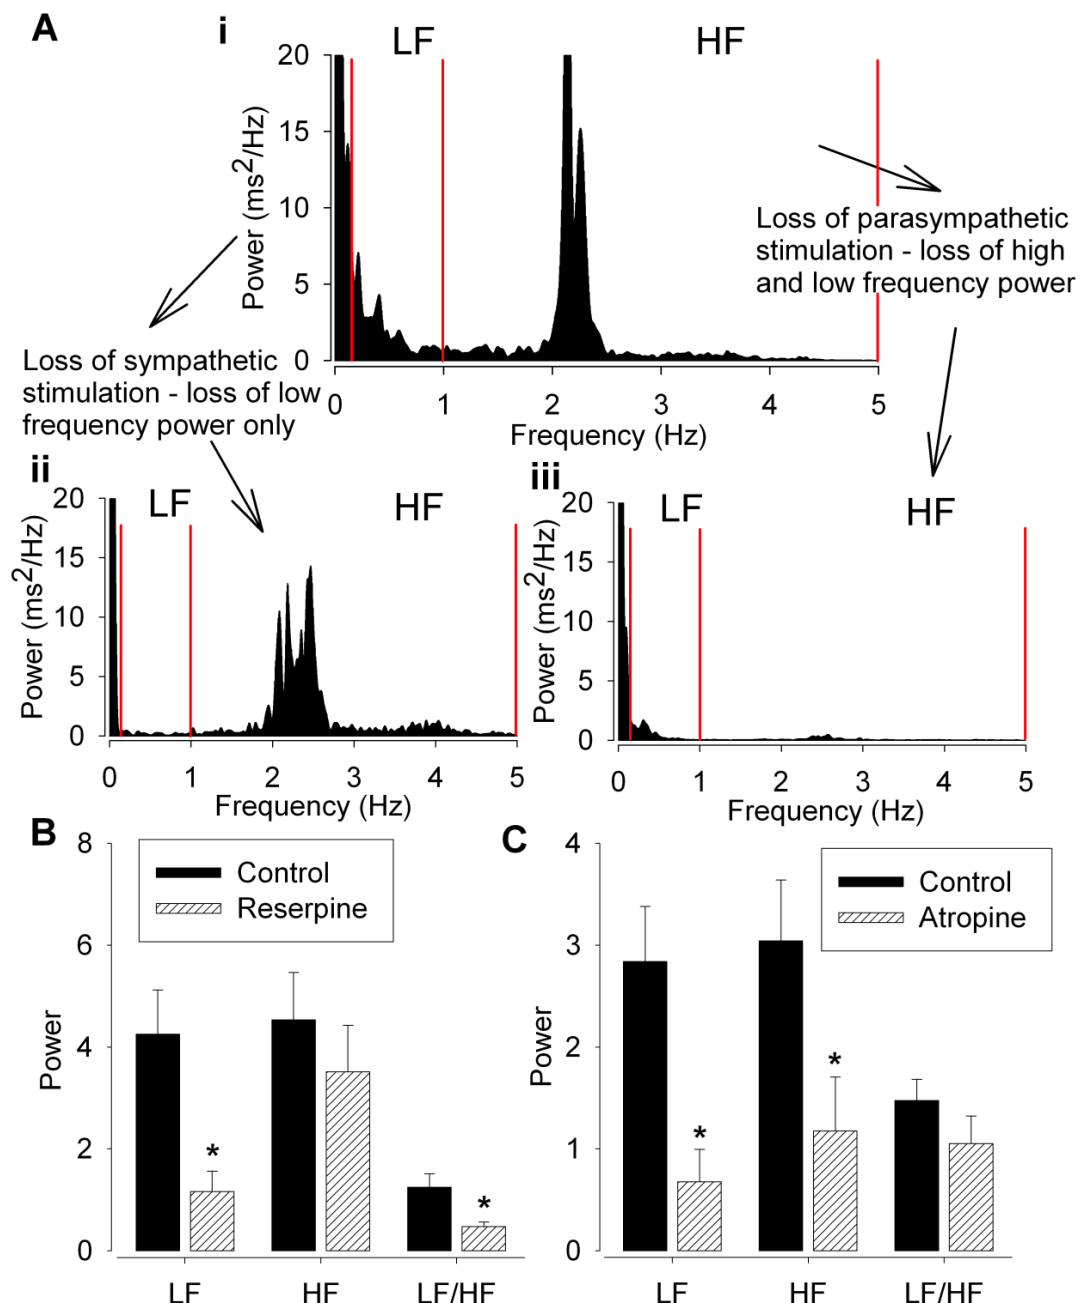 A
i
LF
HF
20
15
10
5
0
Power (ms2/Hz)
0 1 2 3 4 5
Frequency (Hz)
Loss of parasympathetic
stimulation - loss of high
and low frequency power
Loss of sympathetic
stimulation - loss of low
frequency power only
ii
LF
HF
20
15
10
5
0
Power (ms2/Hz)
0 1 2 3 4 5
Frequency (Hz)
iii
LF
HF
20
15
10
5
0
Power (ms2/Hz)
0 1 2 3 4 5
Frequency (Hz)
B
8
6
4
2
0
Power
Control
Reserpine
*
*
LF HF LF/HF
C
4
3
2
1
0
Power
Control
Atropine
*
*
LF HF LF/HF